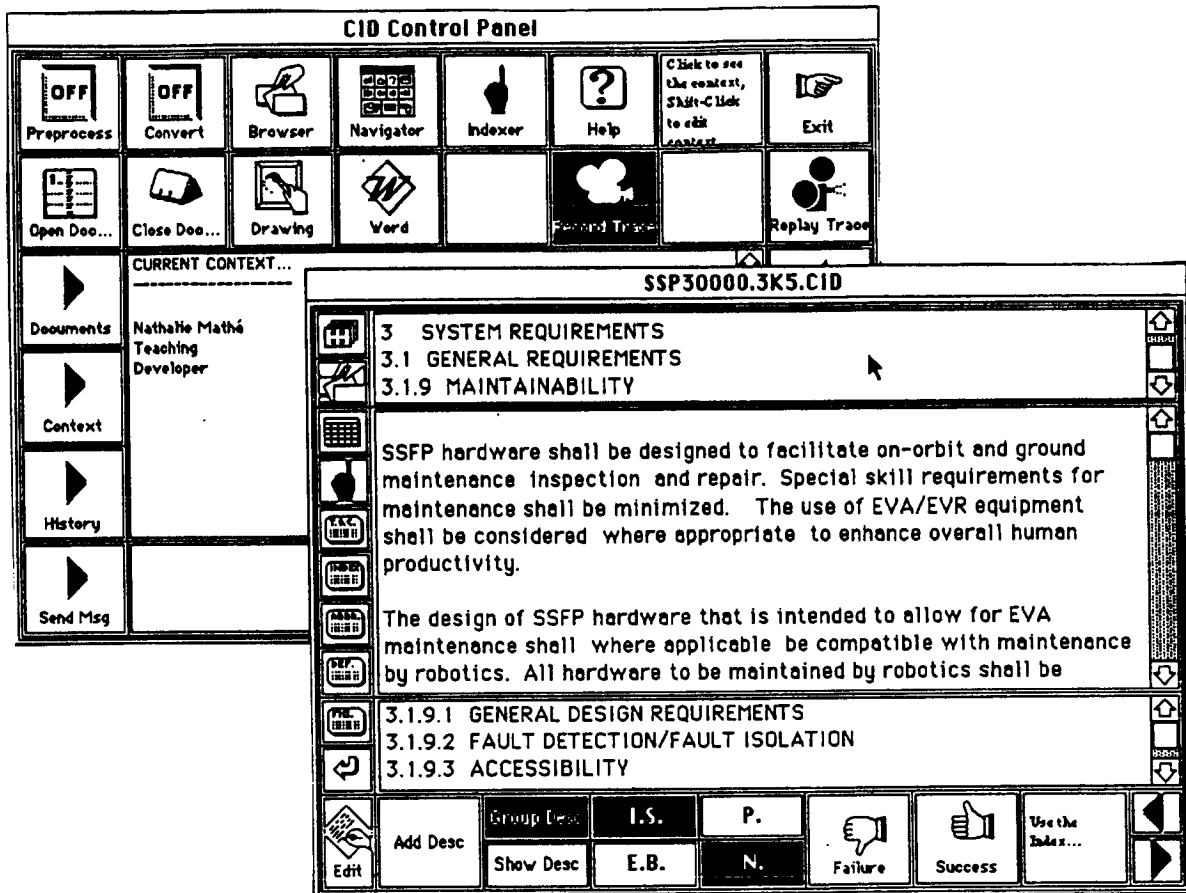 CID Control Panel
OFF
Preprocess
OFF
Convert
Browser
Navigator
Indexer
?
Help
Click to see
the context,
Shift-Click
to edit
context
Exit
1.
Open Doc...
Close Doc...
Drawing
W
Word
Record Trace
Replay Trace
Documents
Context
History
Send Msg
CURRENT CONTEXT...
--------------------
Nathalie Mathé
Teaching
Developer
SSP30000.3K5.CID
3 SYSTEM REQUIREMENTS
3.1 GENERAL REQUIREMENTS
3.1.9 MAINTAINABILITY
T.O.C.
INDEX
DEF.
SSFP hardware shall be designed to facilitate on-orbit and ground
maintenance inspection and repair. Special skill requirements for
maintenance shall be minimized. The use of EVA/EVR equipment
shall be considered where appropriate to enhance overall human
productivity.
The design of SSFP hardware that is intended to allow for EVA
maintenance shall where applicable be compatible with maintenance
by robotics. All hardware to be maintained by robotics shall be
3.1.9.1 GENERAL DESIGN REQUIREMENTS
3.1.9.2 FAULT DETECTION/FAULT ISOLATION
3.1.9.3 ACCESSIBILITY
Edit
Add Desc
Group Desc
Show Desc
I.S.
E.B.
P.
N.
Failure
Success
Use the
Index...